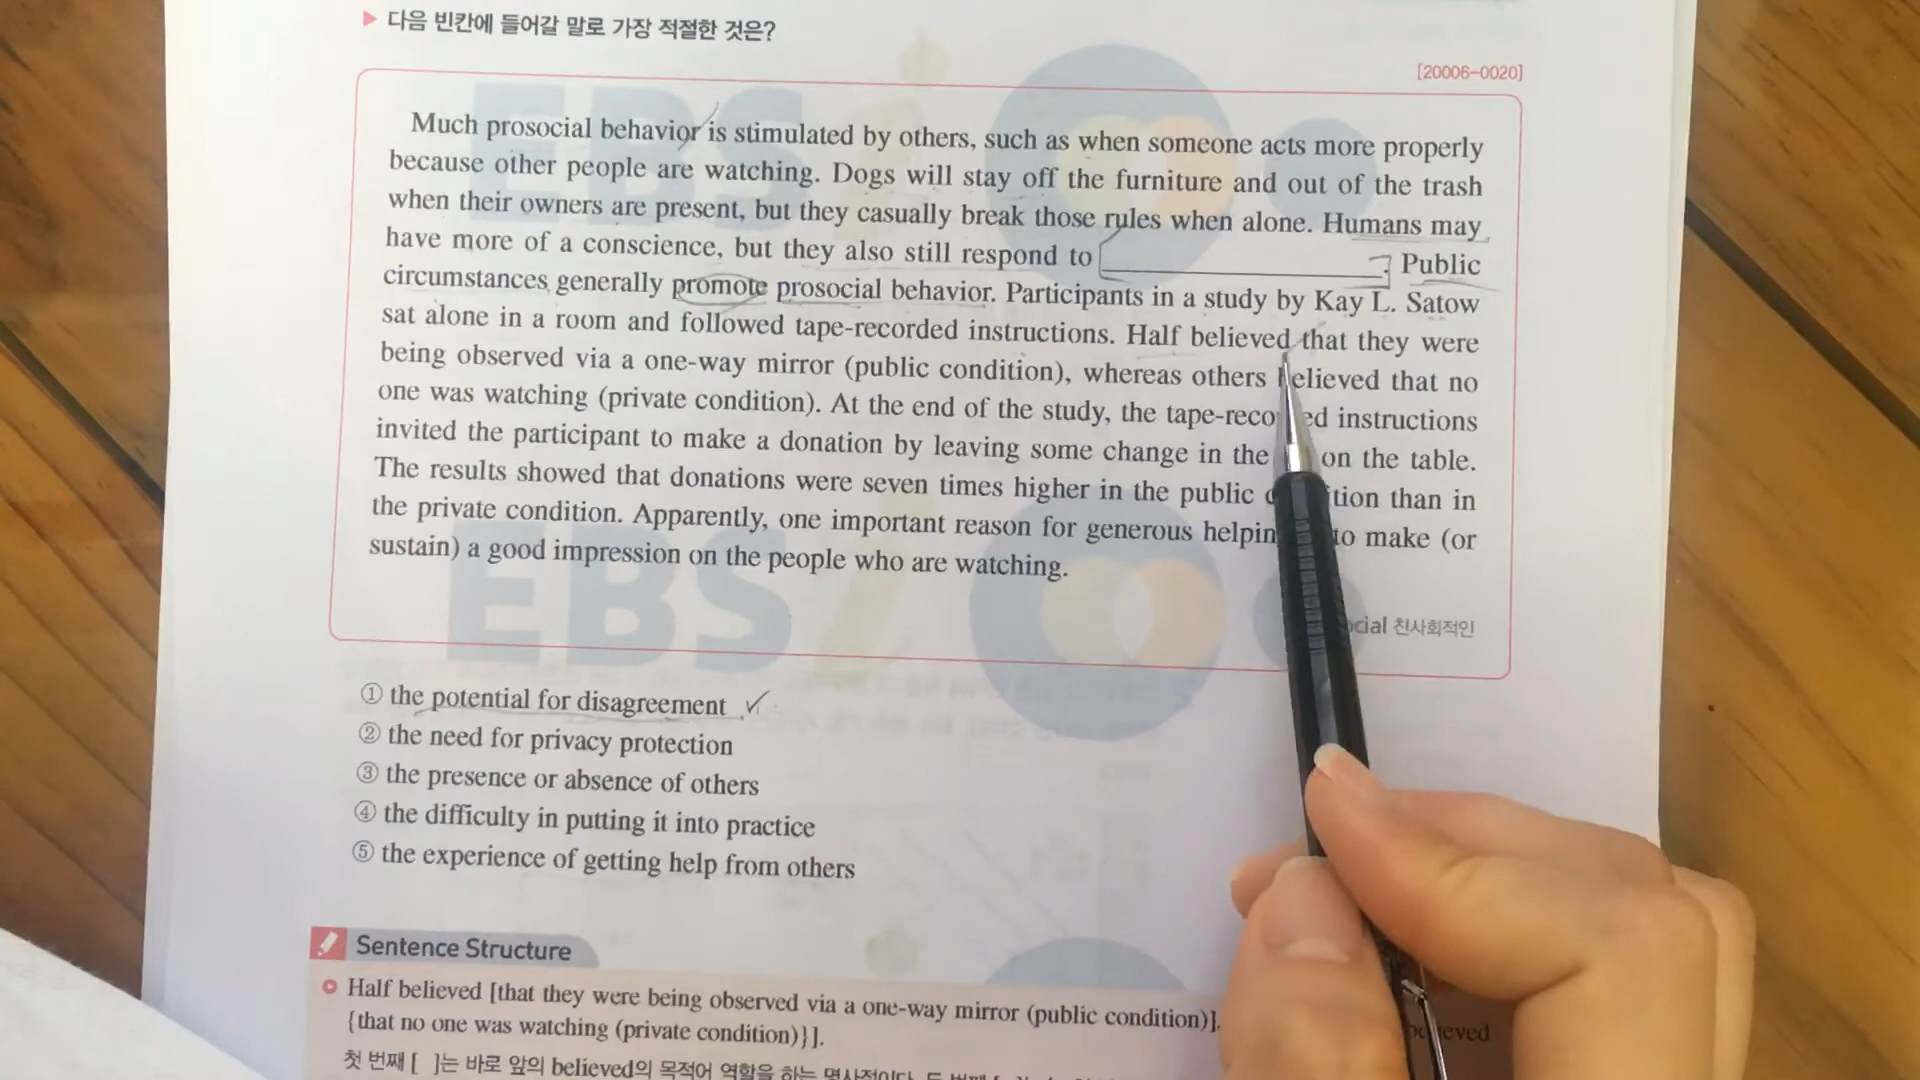 ▶ 다음 빈칸에 들어갈 말로 가장 적절한 것은?
[20006-0020]
Much prosocial behavior is stimulated by others, such as when someone acts more properly
because other people are watching. Dogs will stay off the furniture and out of the trash
when their owners are present, but they casually break those rules when alone. Humans may
have more of a conscience, but they also still respond to ____________________. Public
circumstances generally promote prosocial behavior. Participants in a study by Kay L. Satow
sat alone in a room and followed tape-recorded instructions. Half believed that they were
being observed via a one-way mirror (public condition), whereas others believed that no
one was watching (private condition). At the end of the study, the tape-recorded instructions
invited the participant to make a donation by leaving some change in the on the table.
The results showed that donations were seven times higher in the public condition than in
the private condition. Apparently, one important reason for generous helping to make (or
sustain) a good impression on the people who are watching.
친사회적인
① the potential for disagreement ✓
② the need for privacy protection
③ the presence or absence of others
④ the difficulty in putting it into practice
⑤ the experience of getting help from others
Sentence Structure
Half believed [that they were being observed via a one-way mirror (public condition)], believed
{that no one was watching (private condition)}].
첫 번째 [ ]는 바로 앞의 believed의 목적어 역할을 하는 명사절이다.
EBSi
EBSi